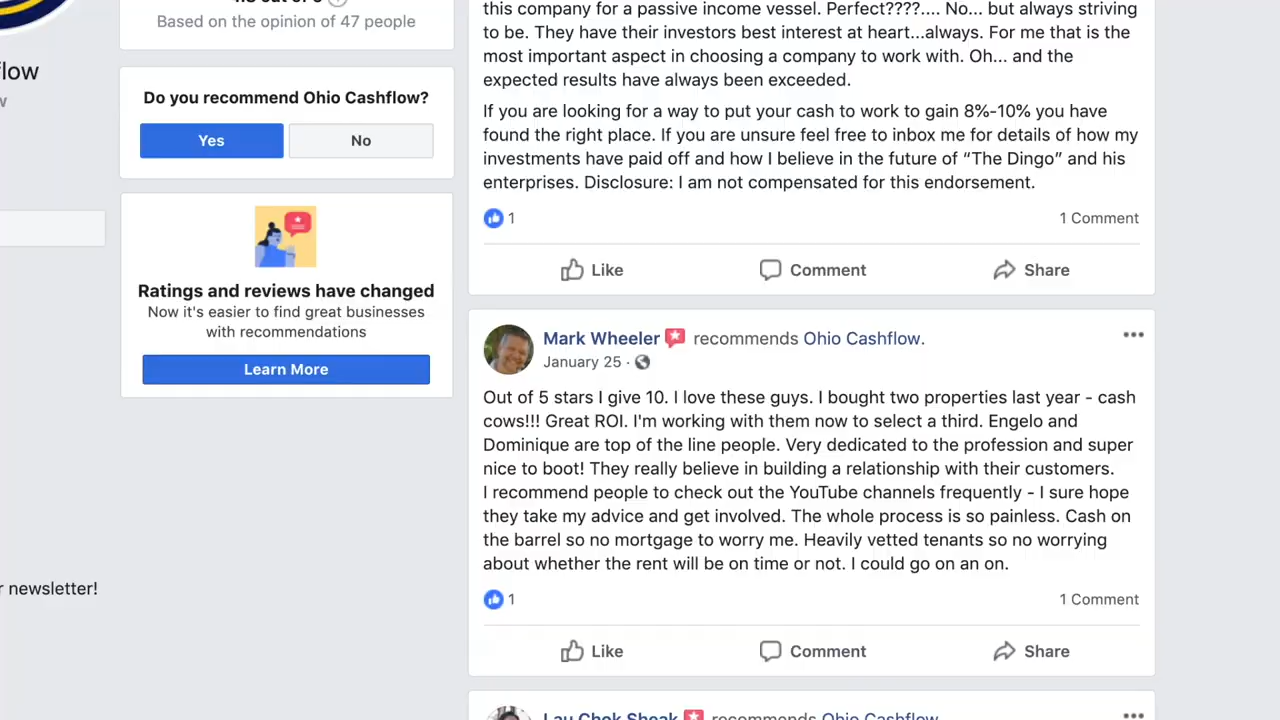 Based on the opinion of 47 people
flow
Do you recommend Ohio Cashflow?
Yes
No
Ratings and reviews have changed
Now it's easier to find great businesses
with recommendations
Learn More
r newsletter!
this company for a passive income vessel. Perfect????.... No... but always striving
to be. They have their investors best interest at heart...always. For me that is the
most important aspect in choosing a company to work with. Oh... and the
expected results have always been exceeded.
If you are looking for a way to put your cash to work to gain 8%-10% you have
found the right place. If you are unsure feel free to inbox me for details of how my
investments have paid off and how I believe in the future of “The Dingo” and his
enterprises. Disclosure: I am not compensated for this endorsement.
1
1 Comment
Like
Comment
Share
Mark Wheeler recommends Ohio Cashflow.
January 25 ·
Out of 5 stars I give 10. I love these guys. I bought two properties last year - cash
cows!!! Great ROI. I'm working with them now to select a third. Engelo and
Dominique are top of the line people. Very dedicated to the profession and super
nice to boot! They really believe in building a relationship with their customers.
I recommend people to check out the YouTube channels frequently - I sure hope
they take my advice and get involved. The whole process is so painless. Cash on
the barrel so no mortgage to worry me. Heavily vetted tenants so no worrying
about whether the rent will be on time or not. I could go on an on.
1
1 Comment
Like
Comment
Share
Lau Chok Sheak recommends Ohio Cashflow.